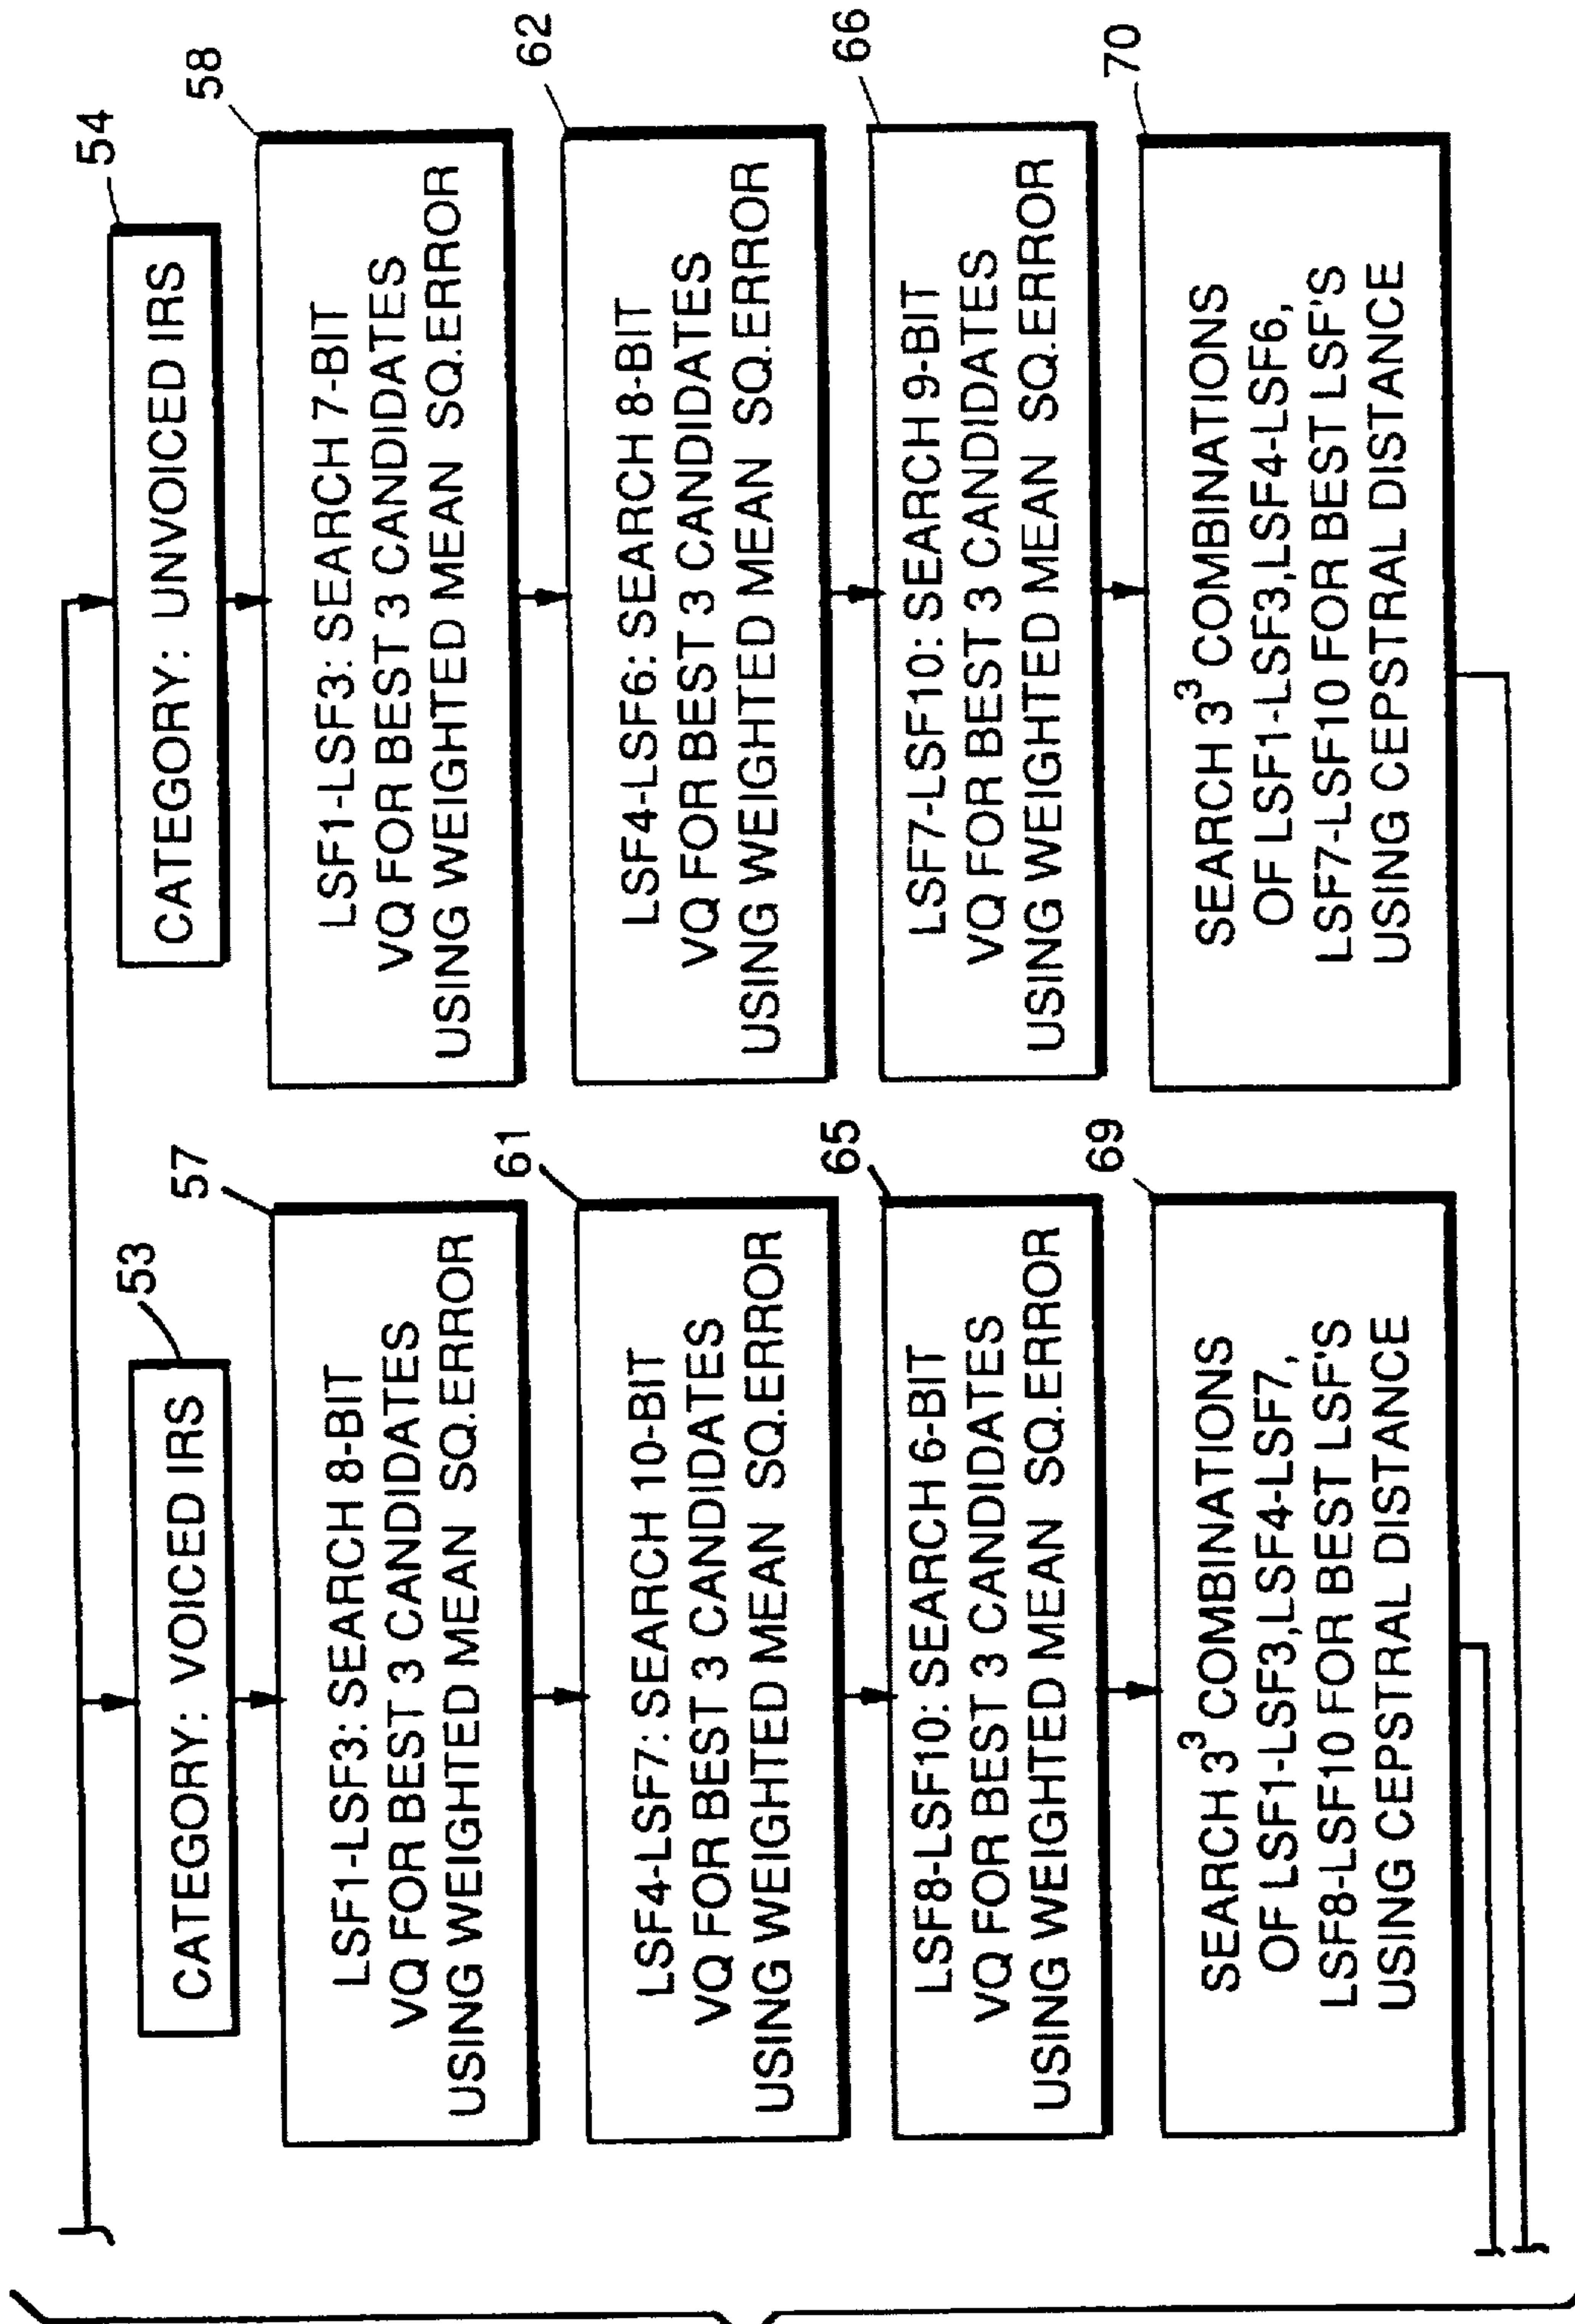 53
CATEGORY: VOICED IRS
57
LSF1-LSF3: SEARCH 8-BIT
VQ FOR BEST 3 CANDIDATES
USING WEIGHTED MEAN SQ.ERROR
61
LSF4-LSF7: SEARCH 10-BIT
VQ FOR BEST 3 CANDIDATES
USING WEIGHTED MEAN SQ.ERROR
65
LSF8-LSF10: SEARCH 6-BIT
VQ FOR BEST 3 CANDIDATES
USING WEIGHTED MEAN SQ.ERROR
69
SEARCH 3³ COMBINATIONS
OF LSF1-LSF3,LSF4-LSF7,
LSF8-LSF10 FOR BEST LSF'S
USING CEPSTRAL DISTANCE
54
CATEGORY: UNVOICED IRS
58
LSF1-LSF3: SEARCH 7-BIT
VQ FOR BEST 3 CANDIDATES
USING WEIGHTED MEAN SQ.ERROR
62
LSF4-LSF6: SEARCH 8-BIT
VQ FOR BEST 3 CANDIDATES
USING WEIGHTED MEAN SQ.ERROR
66
LSF7-LSF10: SEARCH 9-BIT
VQ FOR BEST 3 CANDIDATES
USING WEIGHTED MEAN SQ.ERROR
70
SEARCH 3³ COMBINATIONS
OF LSF1-LSF3,LSF4-LSF6,
LSF7-LSF10 FOR BEST LSF'S
USING CEPSTRAL DISTANCE